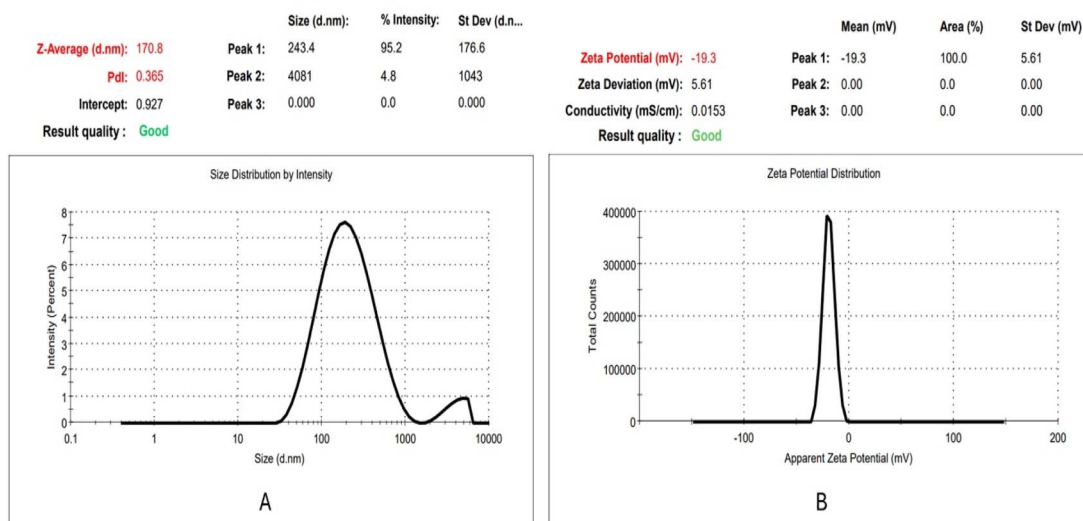 Size (d.nm): % Intensity: St Dev (d.n...
Z-Average (d.nm): 170.8 Peak 1: 243.4 95.2 176.6
PdI: 0.365 Peak 2: 4081 4.8 1043
Intercept: 0.927 Peak 3: 0.000 0.0 0.000
Result quality : Good
Size Distribution by Intensity
Intensity (Percent)
8
7
6
5
4
3
2
1
0
0.1 1 10 100 1000 10000
Size (d.nm)
A
Mean (mV) Area (%) St Dev (mV)
Zeta Potential (mV): -19.3 Peak 1: -19.3 100.0 5.61
Zeta Deviation (mV): 5.61 Peak 2: 0.00 0.0 0.00
Conductivity (mS/cm): 0.0153 Peak 3: 0.00 0.0 0.00
Result quality : Good
Zeta Potential Distribution
Total Counts
400000
300000
200000
100000
0
-100 0 100 200
Apparent Zeta Potential (mV)
B